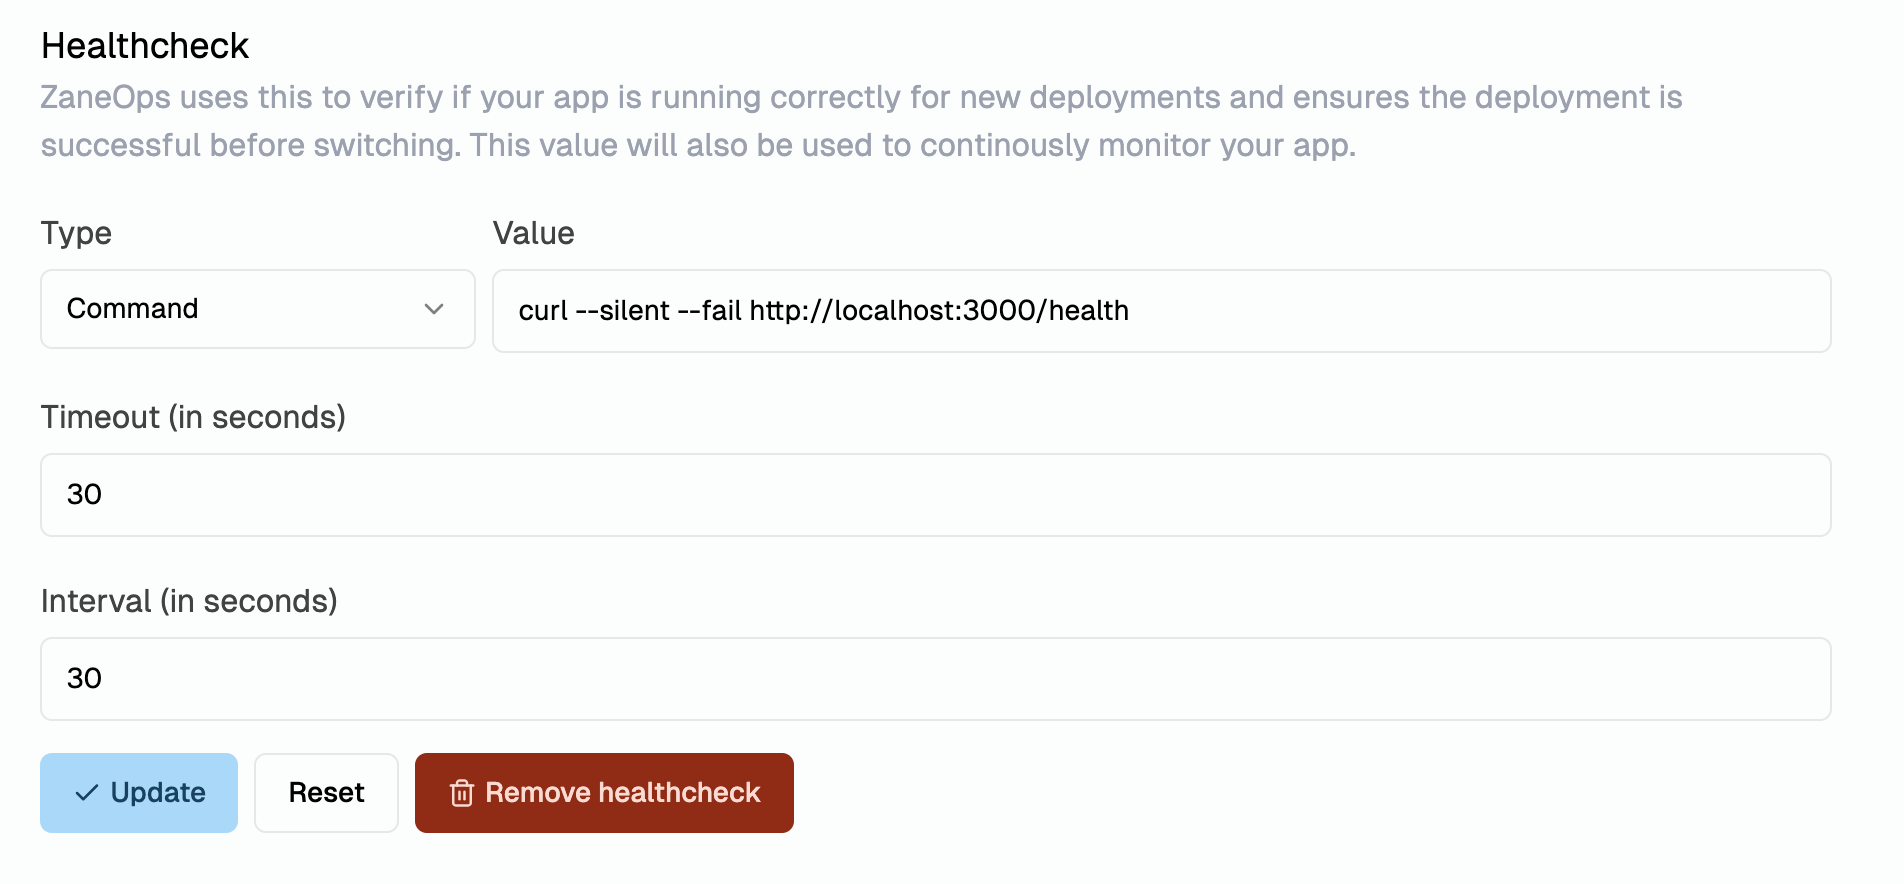 Healthcheck
ZaneOps uses this to verify if your app is running correctly for new deployments and ensures the deployment is
successful before switching. This value will also be used to continously monitor your app.
Type
Value
Command
curl --silent --fail http://localhost:3000/health
Timeout (in seconds)
30
Interval (in seconds)
30
Update
Reset
Remove healthcheck